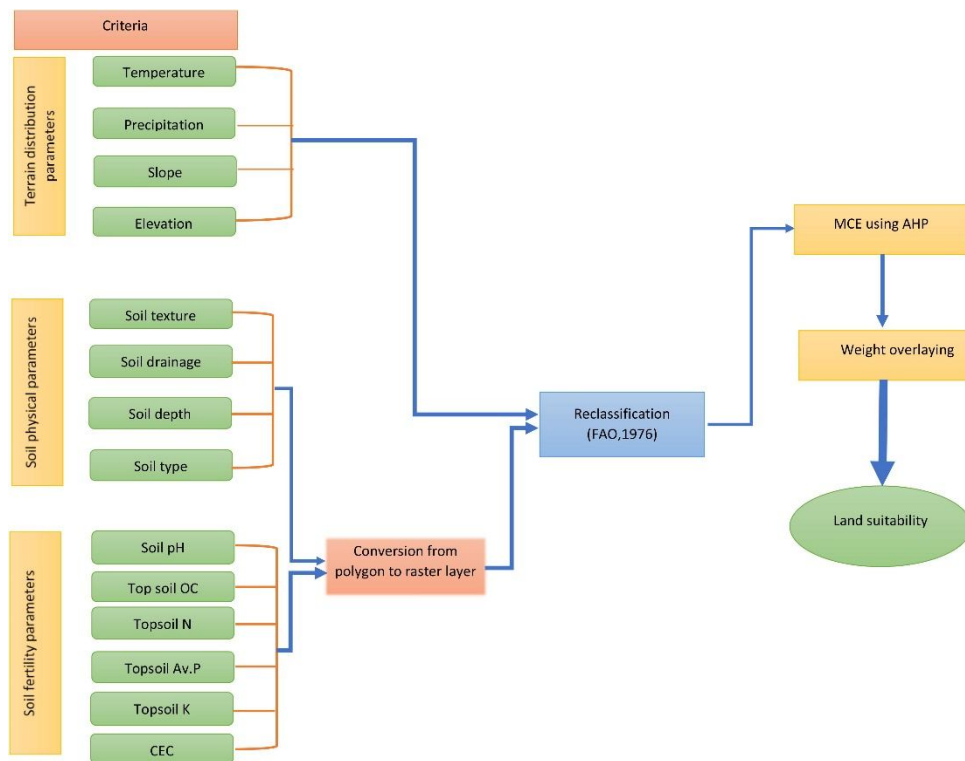 Criteria
Terrain distribution
parameters
Temperature
Precipitation
Slope
Elevation
Soil physical parameters
Soil texture
Soil drainage
Soil depth
Soil type
Soil fertility parameters
Soil pH
Top soil OC
Topsoil N
Topsoil Av.P
Topsoil K
CEC
Conversion from
polygon to raster layer
Reclassification
(FAO,1976)
MCE using AHP
Weight overlaying
Land suitability